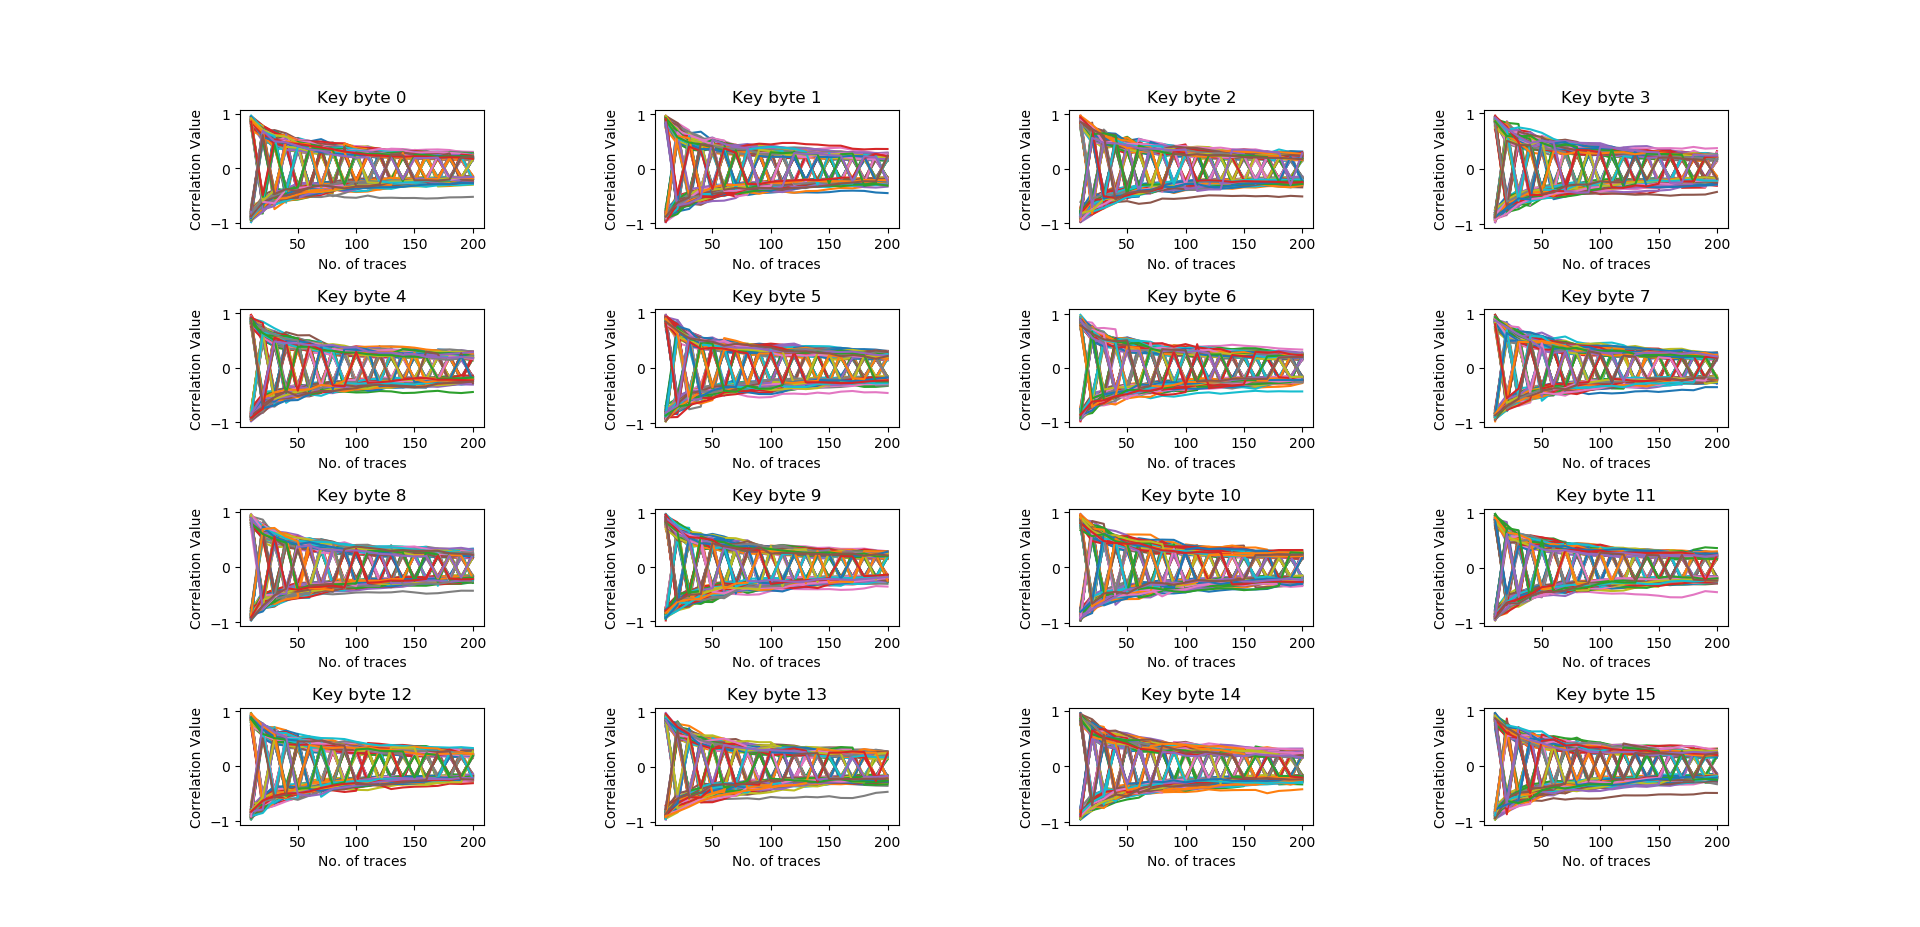 Key byte 0
Correlation Value
1
0
−1
50 100 150 200
No. of traces
Key byte 1
Correlation Value
1
0
−1
50 100 150 200
No. of traces
Key byte 2
Correlation Value
1
0
−1
50 100 150 200
No. of traces
Key byte 3
Correlation Value
1
0
−1
50 100 150 200
No. of traces
Key byte 4
Correlation Value
1
0
−1
50 100 150 200
No. of traces
Key byte 5
Correlation Value
1
0
−1
50 100 150 200
No. of traces
Key byte 6
Correlation Value
1
0
−1
50 100 150 200
No. of traces
Key byte 7
Correlation Value
1
0
−1
50 100 150 200
No. of traces
Key byte 8
Correlation Value
1
0
−1
50 100 150 200
No. of traces
Key byte 9
Correlation Value
1
0
−1
50 100 150 200
No. of traces
Key byte 10
Correlation Value
1
0
−1
50 100 150 200
No. of traces
Key byte 11
Correlation Value
1
0
−1
50 100 150 200
No. of traces
Key byte 12
Correlation Value
1
0
−1
50 100 150 200
No. of traces
Key byte 13
Correlation Value
1
0
−1
50 100 150 200
No. of traces
Key byte 14
Correlation Value
1
0
−1
50 100 150 200
No. of traces
Key byte 15
Correlation Value
1
0
−1
50 100 150 200
No. of traces